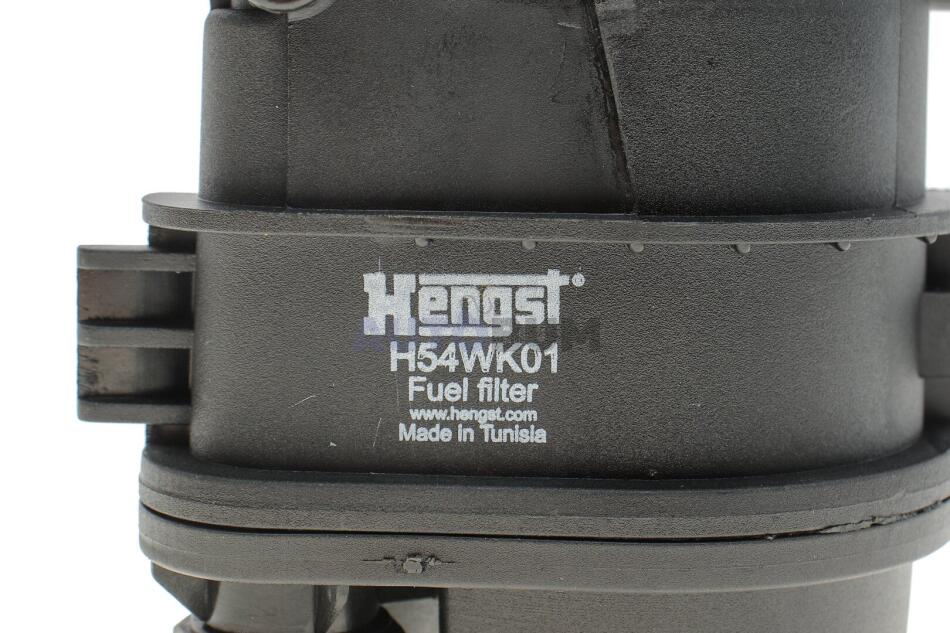 Hengst®
H54WK01
Fuel filter
www.hengst.com
Made in Tunisia